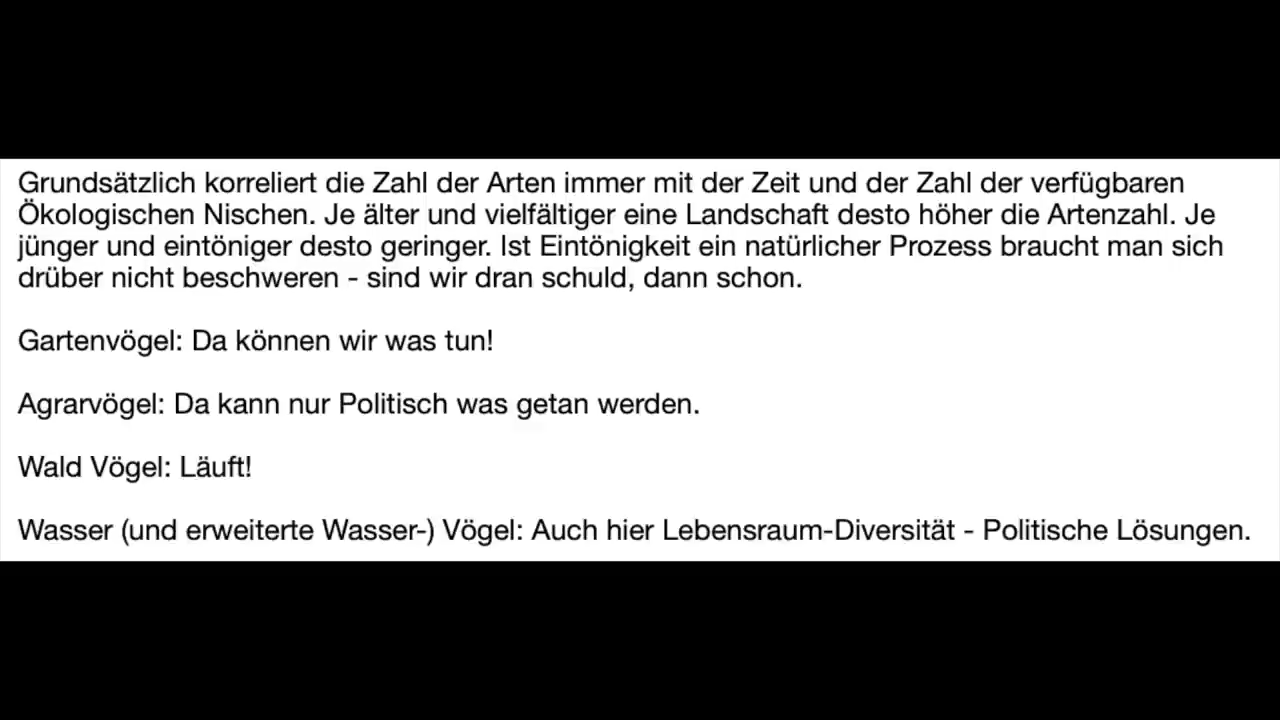 Grundsätzlich korreliert die Zahl der Arten immer mit der Zeit und der Zahl der verfügbaren
Ökologischen Nischen. Je älter und vielfältiger eine Landschaft desto höher die Artenzahl. Je
jünger und eintöniger desto geringer. Ist Eintönigkeit ein natürlicher Prozess braucht man sich
drüber nicht beschweren - sind wir dran schuld, dann schon.
Gartenvögel: Da können wir was tun!
Agrarvögel: Da kann nur Politisch was getan werden.
Wald Vögel: Läuft!
Wasser (und erweiterte Wasser-) Vögel: Auch hier Lebensraum-Diversität - Politische Lösungen.